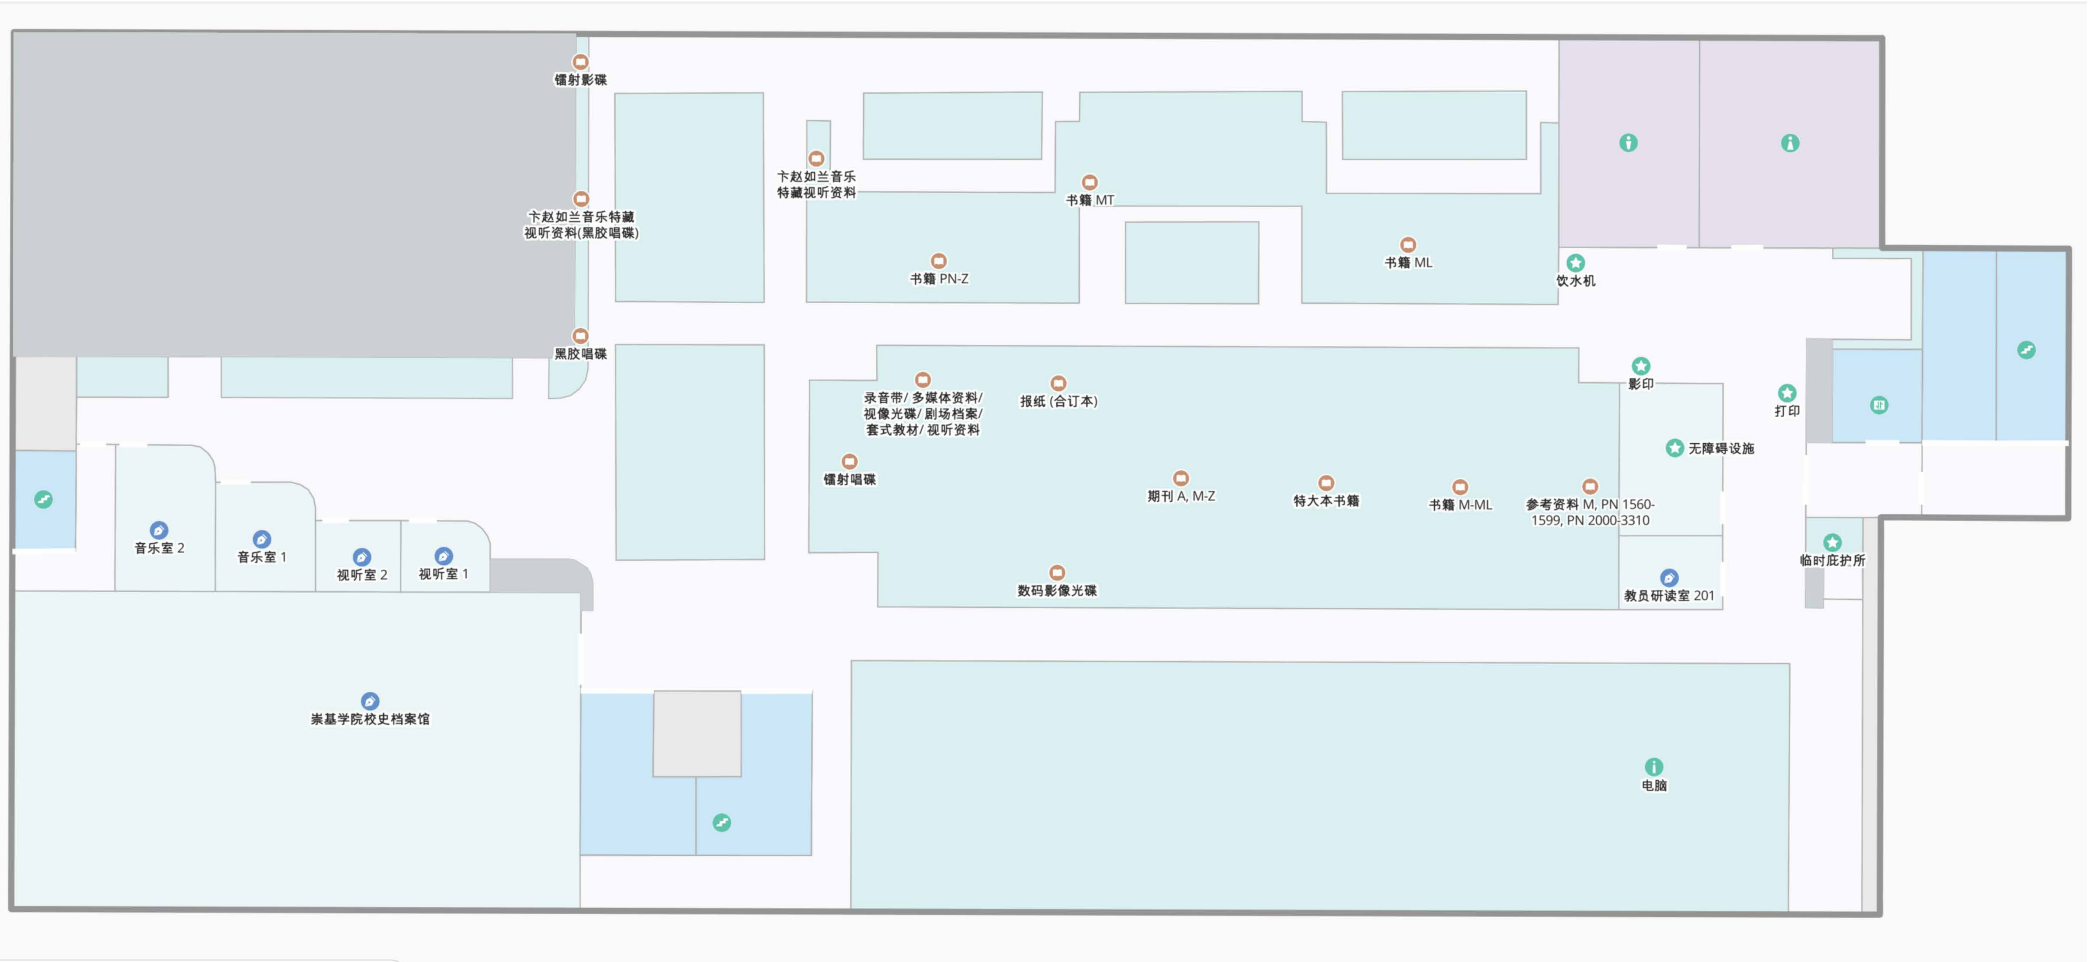 镭射影碟
卞赵如兰音乐
特藏视听资料
书籍 MT
卞赵如兰音乐特藏
视听资料(黑胶唱碟)
书籍 PN-Z
书籍 ML
饮水机
黑胶唱碟
影印
录音带/ 多媒体资料/
视像光碟/ 剧场档案/
套式教材/ 视听资料
报纸 (合订本)
打印
无障碍设施
镭射唱碟
期刊 A, M-Z
特大本书籍
书籍 M-ML
参考资料 M, PN 1560-
1599, PN 2000-3310
音乐室 2
音乐室 1
视听室 2
视听室 1
临时庇护所
数码影像光碟
教员研读室 201
崇基学院校史档案馆
电脑